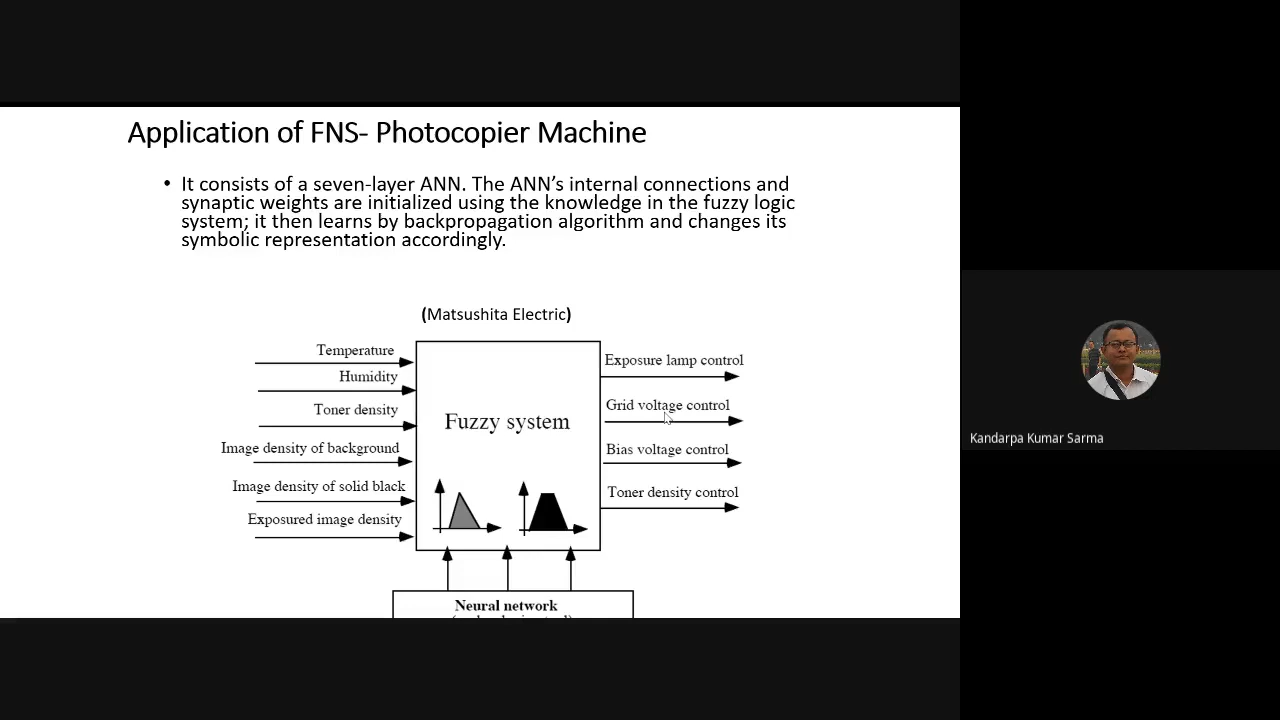 Application of FNS- Photocopier Machine
• It consists of a seven-layer ANN. The ANN's internal connections and
synaptic weights are initialized using the knowledge in the fuzzy logic
system; it then learns by backpropagation algorithm and changes its
symbolic representation accordingly.
(Matsushita Electric)
Temperature
Humidity
Toner density
Image density of background
Image density of solid black
Exposured image density
Fuzzy system
Exposure lamp control
Grid voltage control
Bias voltage control
Toner density control
Neural network
Kandarpa Kumar Sarma